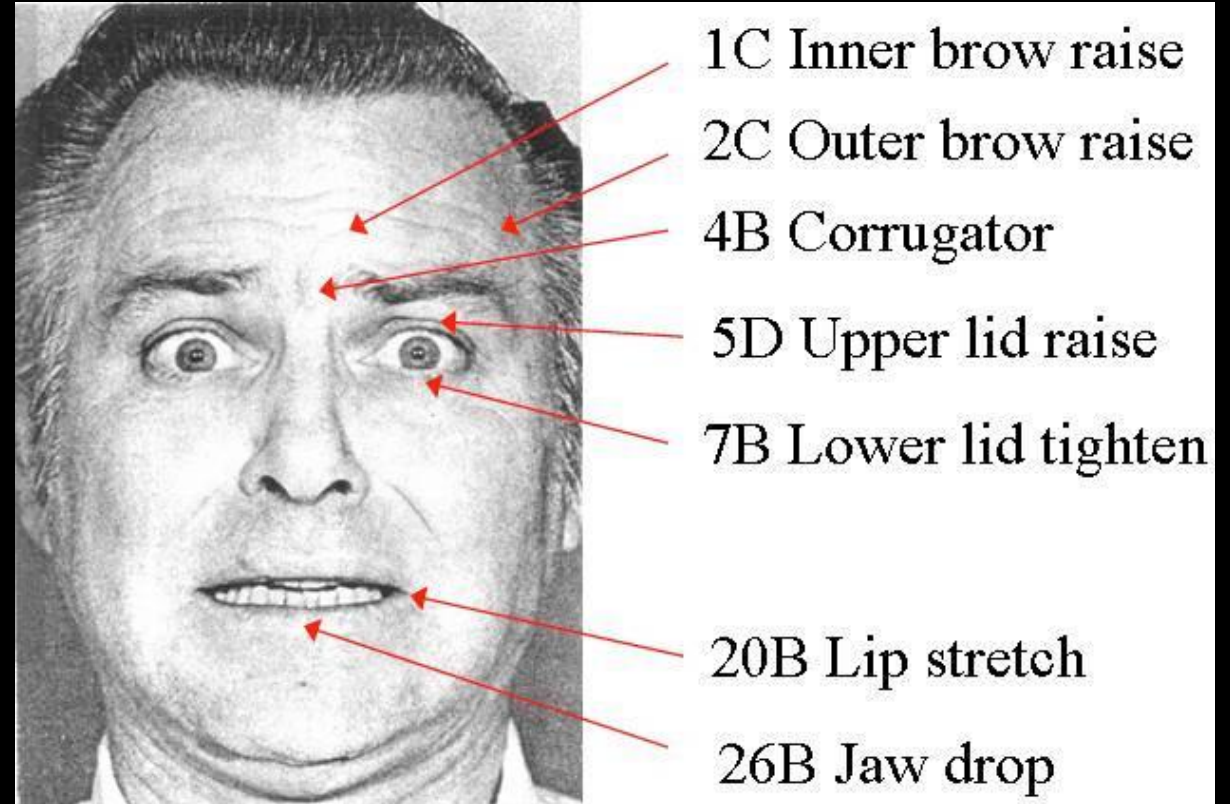 1C Inner brow raise
2C Outer brow raise
4B Corrugator
5D Upper lid raise
7B Lower lid tighten
20B Lip stretch
26B Jaw drop